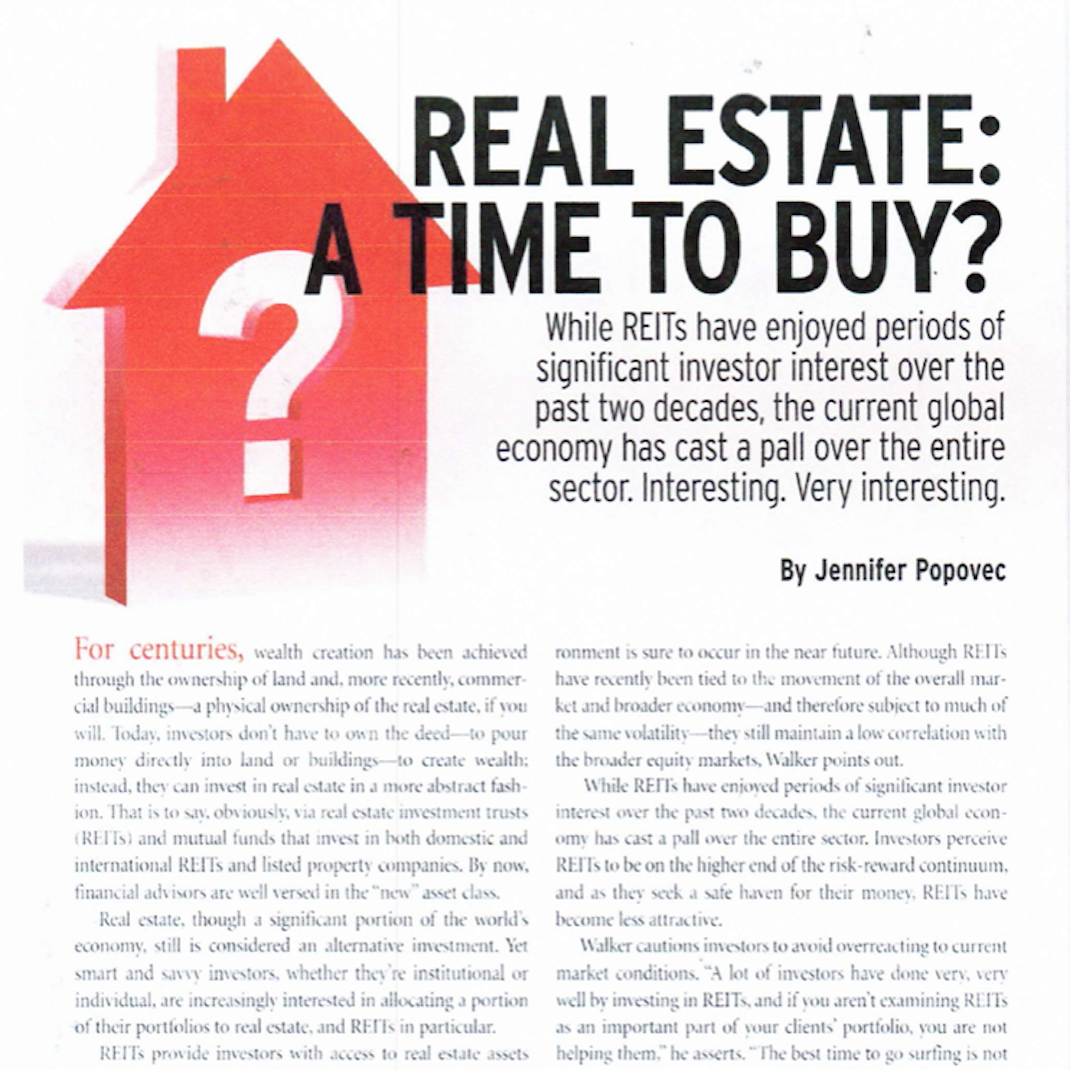 REAL ESTATE:
A TIME TO BUY?
?
While REITs have enjoyed periods of
significant investor interest over the
past two decades, the current global
economy has cast a pall over the entire
sector. Interesting. Very interesting.
By Jennifer Popovec
For centuries, wealth creation has been achieved
through the ownership of land and, more recently, commer-
cial buildings—a physical ownership of the real estate, if you
will. Today, investors don't have to own the deed—to pour
money directly into land or buildings—to create wealth;
instead, they can invest in real estate in a more abstract fash-
ion. That is to say, obviously, via real estate investment trusts
(REITs) and mutual funds that invest in both domestic and
international REITs and listed property companies. By now,
financial advisors are well versed in the “new” asset class.
Real estate, though a significant portion of the world's
economy, still is considered an alternative investment. Yet
smart and savvy investors, whether they're institutional or
individual, are increasingly interested in allocating a portion
of their portfolios to real estate, and REITs in particular.
REITs provide investors with access to real estate assets
ronment is sure to occur in the near future. Although REITs
have recently been tied to the movement of the overall mar-
ket and broader economy—and therefore subject to much of
the same volatility—they still maintain a low correlation with
the broader equity markets, Walker points out.
While REITs have enjoyed periods of significant investor
interest over the past two decades, the current global econ-
omy has cast a pall over the entire sector. Investors perceive
REITs to be on the higher end of the risk-reward continuum,
and as they seek a safe haven for their money, REITs have
become less attractive.
Walker cautions investors to avoid overreacting to current
market conditions. “A lot of investors have done very, very
well by investing in REITs, and if you aren't examining REITs
as an important part of your clients' portfolio, you are not
helping them,” he asserts. “The best time to go surfing is not